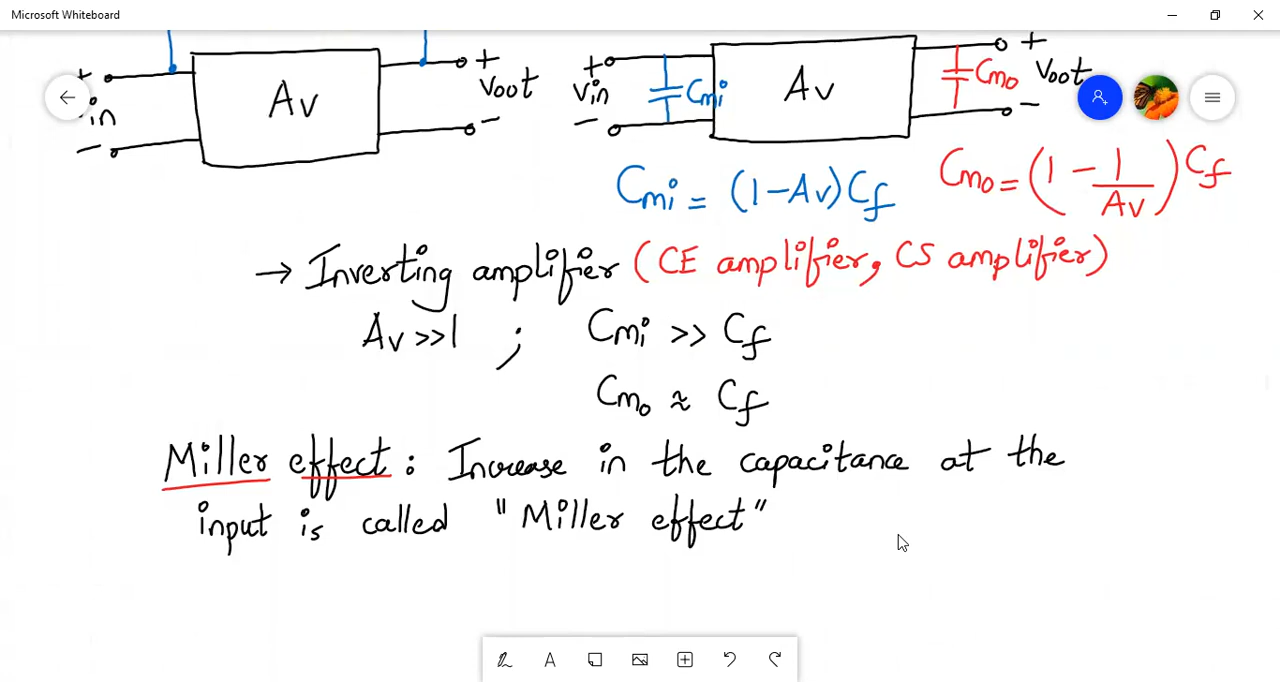 Microsoft Whiteboard
+ Av + Vout
in
- -
+ Vin Cmi Av Cmo + Vout
- -
Cmi = (1-Av)Cf Cmo = (1 - 1/Av) Cf
→ Inverting amplifier (CE amplifier, CS amplifier)
Av >>1 ; Cmi >> Cf
Cmo ≈ Cf
Miller effect : Increase in the capacitance at the
input is called "Miller effect"
A